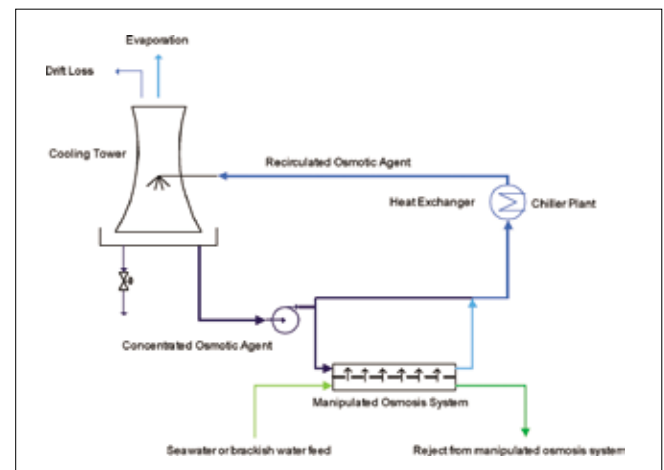 Evaporation
Drift Loss
Cooling Tower
Recirculated Osmotic Agent
Heat Exchanger
Chiller Plant
Concentrated Osmotic Agent
Manipulated Osmosis System
Seawater or brackish water feed
Reject from manipulated osmosis system